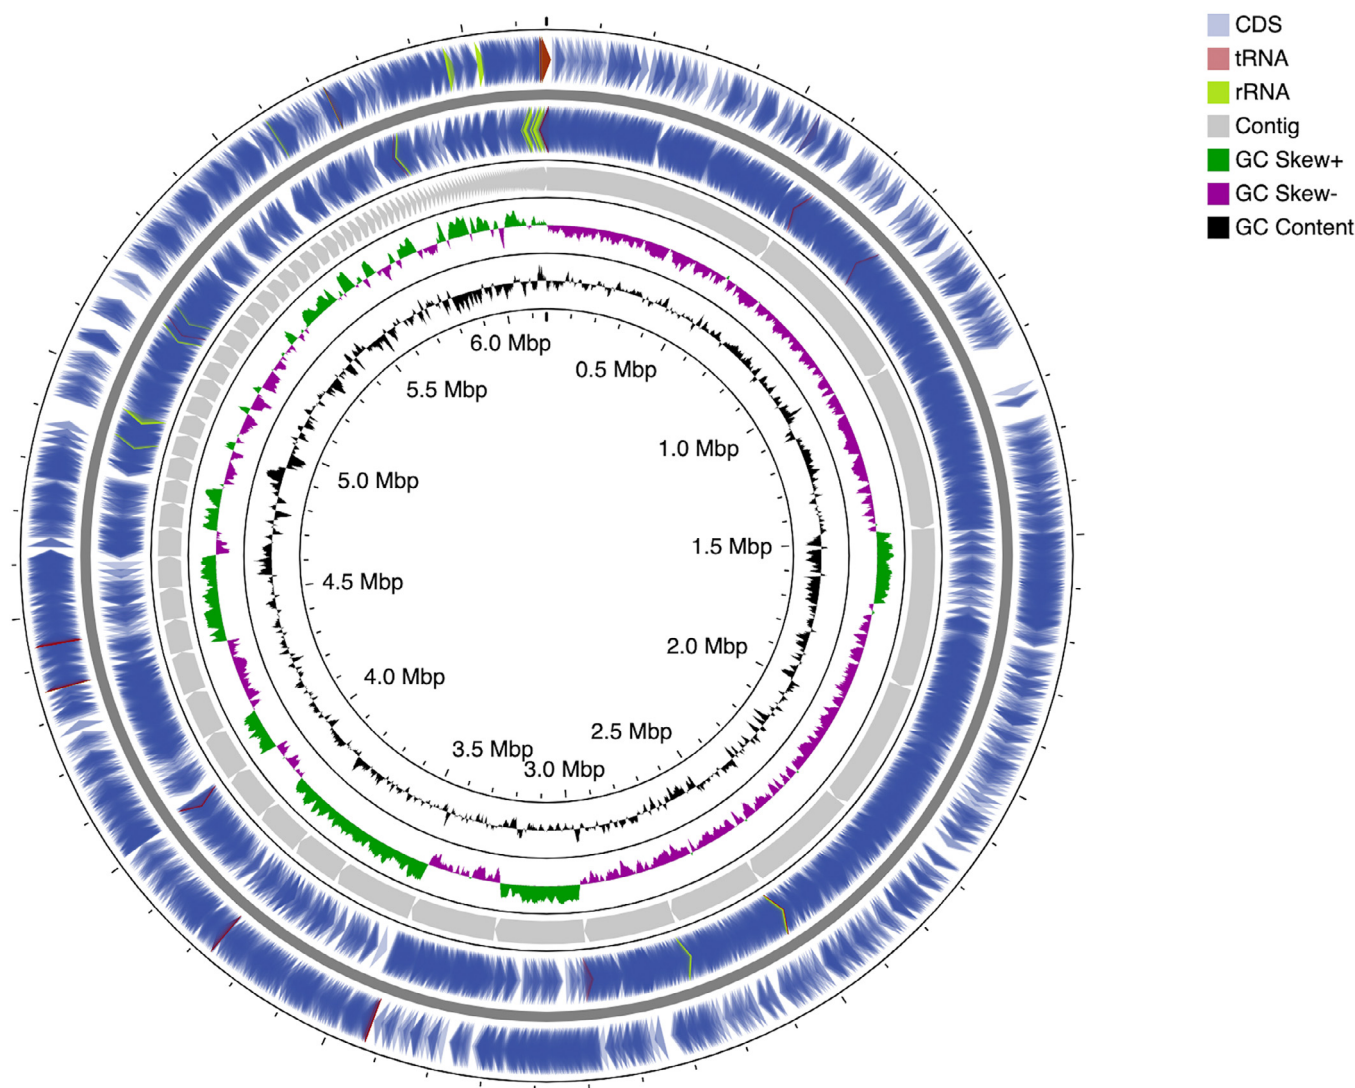 CDS
tRNA
rRNA
Contig
GC Skew+
GC Skew-
GC Content
6.0 Mbp
0.5 Mbp
5.5 Mbp
1.0 Mbp
5.0 Mbp
1.5 Mbp
4.5 Mbp
2.0 Mbp
4.0 Mbp
2.5 Mbp
3.5 Mbp
3.0 Mbp